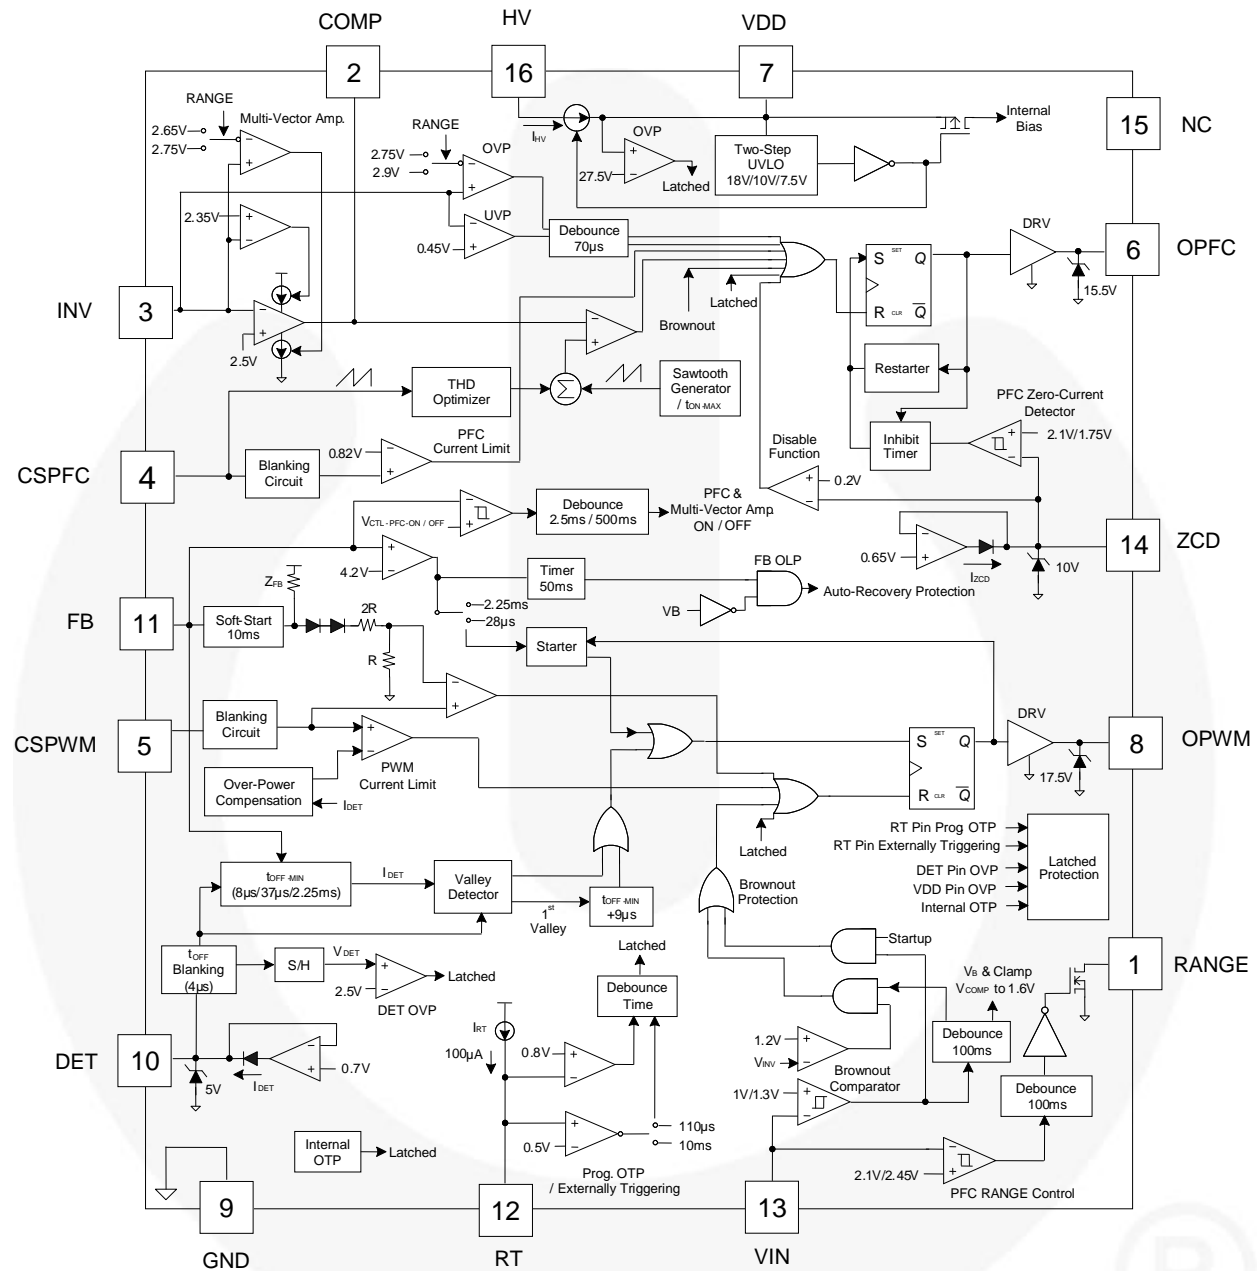 COMP
HV
VDD
2
16
7
RANGE
Multi-Vector Amp.
2.65V
2.75V
RANGE
2.75V
2.9V
OVP
IHV
OVP
27.5V
Latched
Two-Step
UVLO
18V/10V/7.5V
Internal
Bias
15
NC
2.35V
UVP
0.45V
Debounce
70µs
DRV
6
OPFC
15.5V
S
SET
Q
R
CLR
Q
Latched
Brownout
INV
3
2.5V
THD
Optimizer
Σ
Sawtooth
Generator
/ tON-MAX
Restarter
PFC Zero-Current
Detector
2.1V/1.75V
Inhibit
Timer
CSPFC
4
Blanking
Circuit
0.82V
PFC
Current Limit
Disable
Function
0.2V
VCTL-PFC-ON / OFF
Debounce
2.5ms / 500ms
PFC &
Multi-Vector Amp.
ON / OFF
0.65V
IZCD
10V
14
ZCD
4.2V
Timer
50ms
FB OLP
VB
Auto-Recovery Protection
FB
11
ZFB
Soft-Start
10ms
2R
R
2.25ms
28µs
Starter
CSPWM
5
Blanking
Circuit
Over-Power
Compensation
IDET
PWM
Current Limit
S
SET
Q
R
CLR
Q
DRV
17.5V
8
OPWM
Latched
RT Pin Prog. OTP
RT Pin Externally Triggering
DET Pin OVP
VDD Pin OVP
Internal OTP
Latched
Protection
tOFF-MIN
(8µs/37µs/2.25ms)
IDET
Valley
Detector
1st
Valley
tOFF-MIN
+9µs
Brownout
Protection
Startup
tOFF
Blanking
(4µs)
S/H
VDET
2.5V
DET OVP
Latched
Latched
Debounce
Time
VB & Clamp
VCOMP to 1.6V
1
RANGE
DET
10
5V
IDET
0.7V
IRT
100µA
0.8V
1.2V
VINV
Brownout
Comparator
Debounce
100ms
Debounce
100ms
1V/1.3V
0.5V
110µs
10ms
Prog. OTP
/ Externally Triggering
2.1V/2.45V
PFC RANGE Control
Internal
OTP
Latched
9
12
13
GND
RT
VIN
R